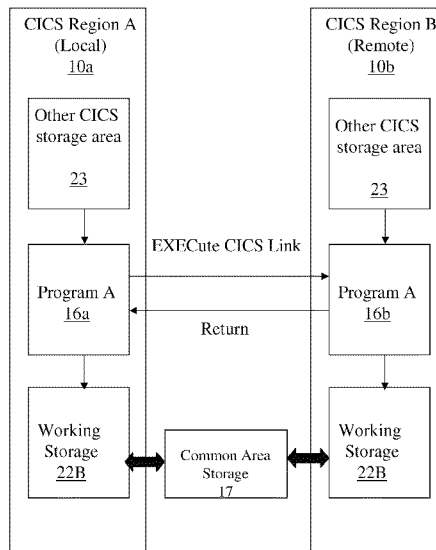 CICS Region A
(Local)
10a
Other CICS
storage area
23
Program A
16a
Working
Storage
22B
EXECute CICS Link
Return
Common Area
Storage
17
CICS Region B
(Remote)
10b
Other CICS
storage area
23
Program A
16b
Working
Storage
22B